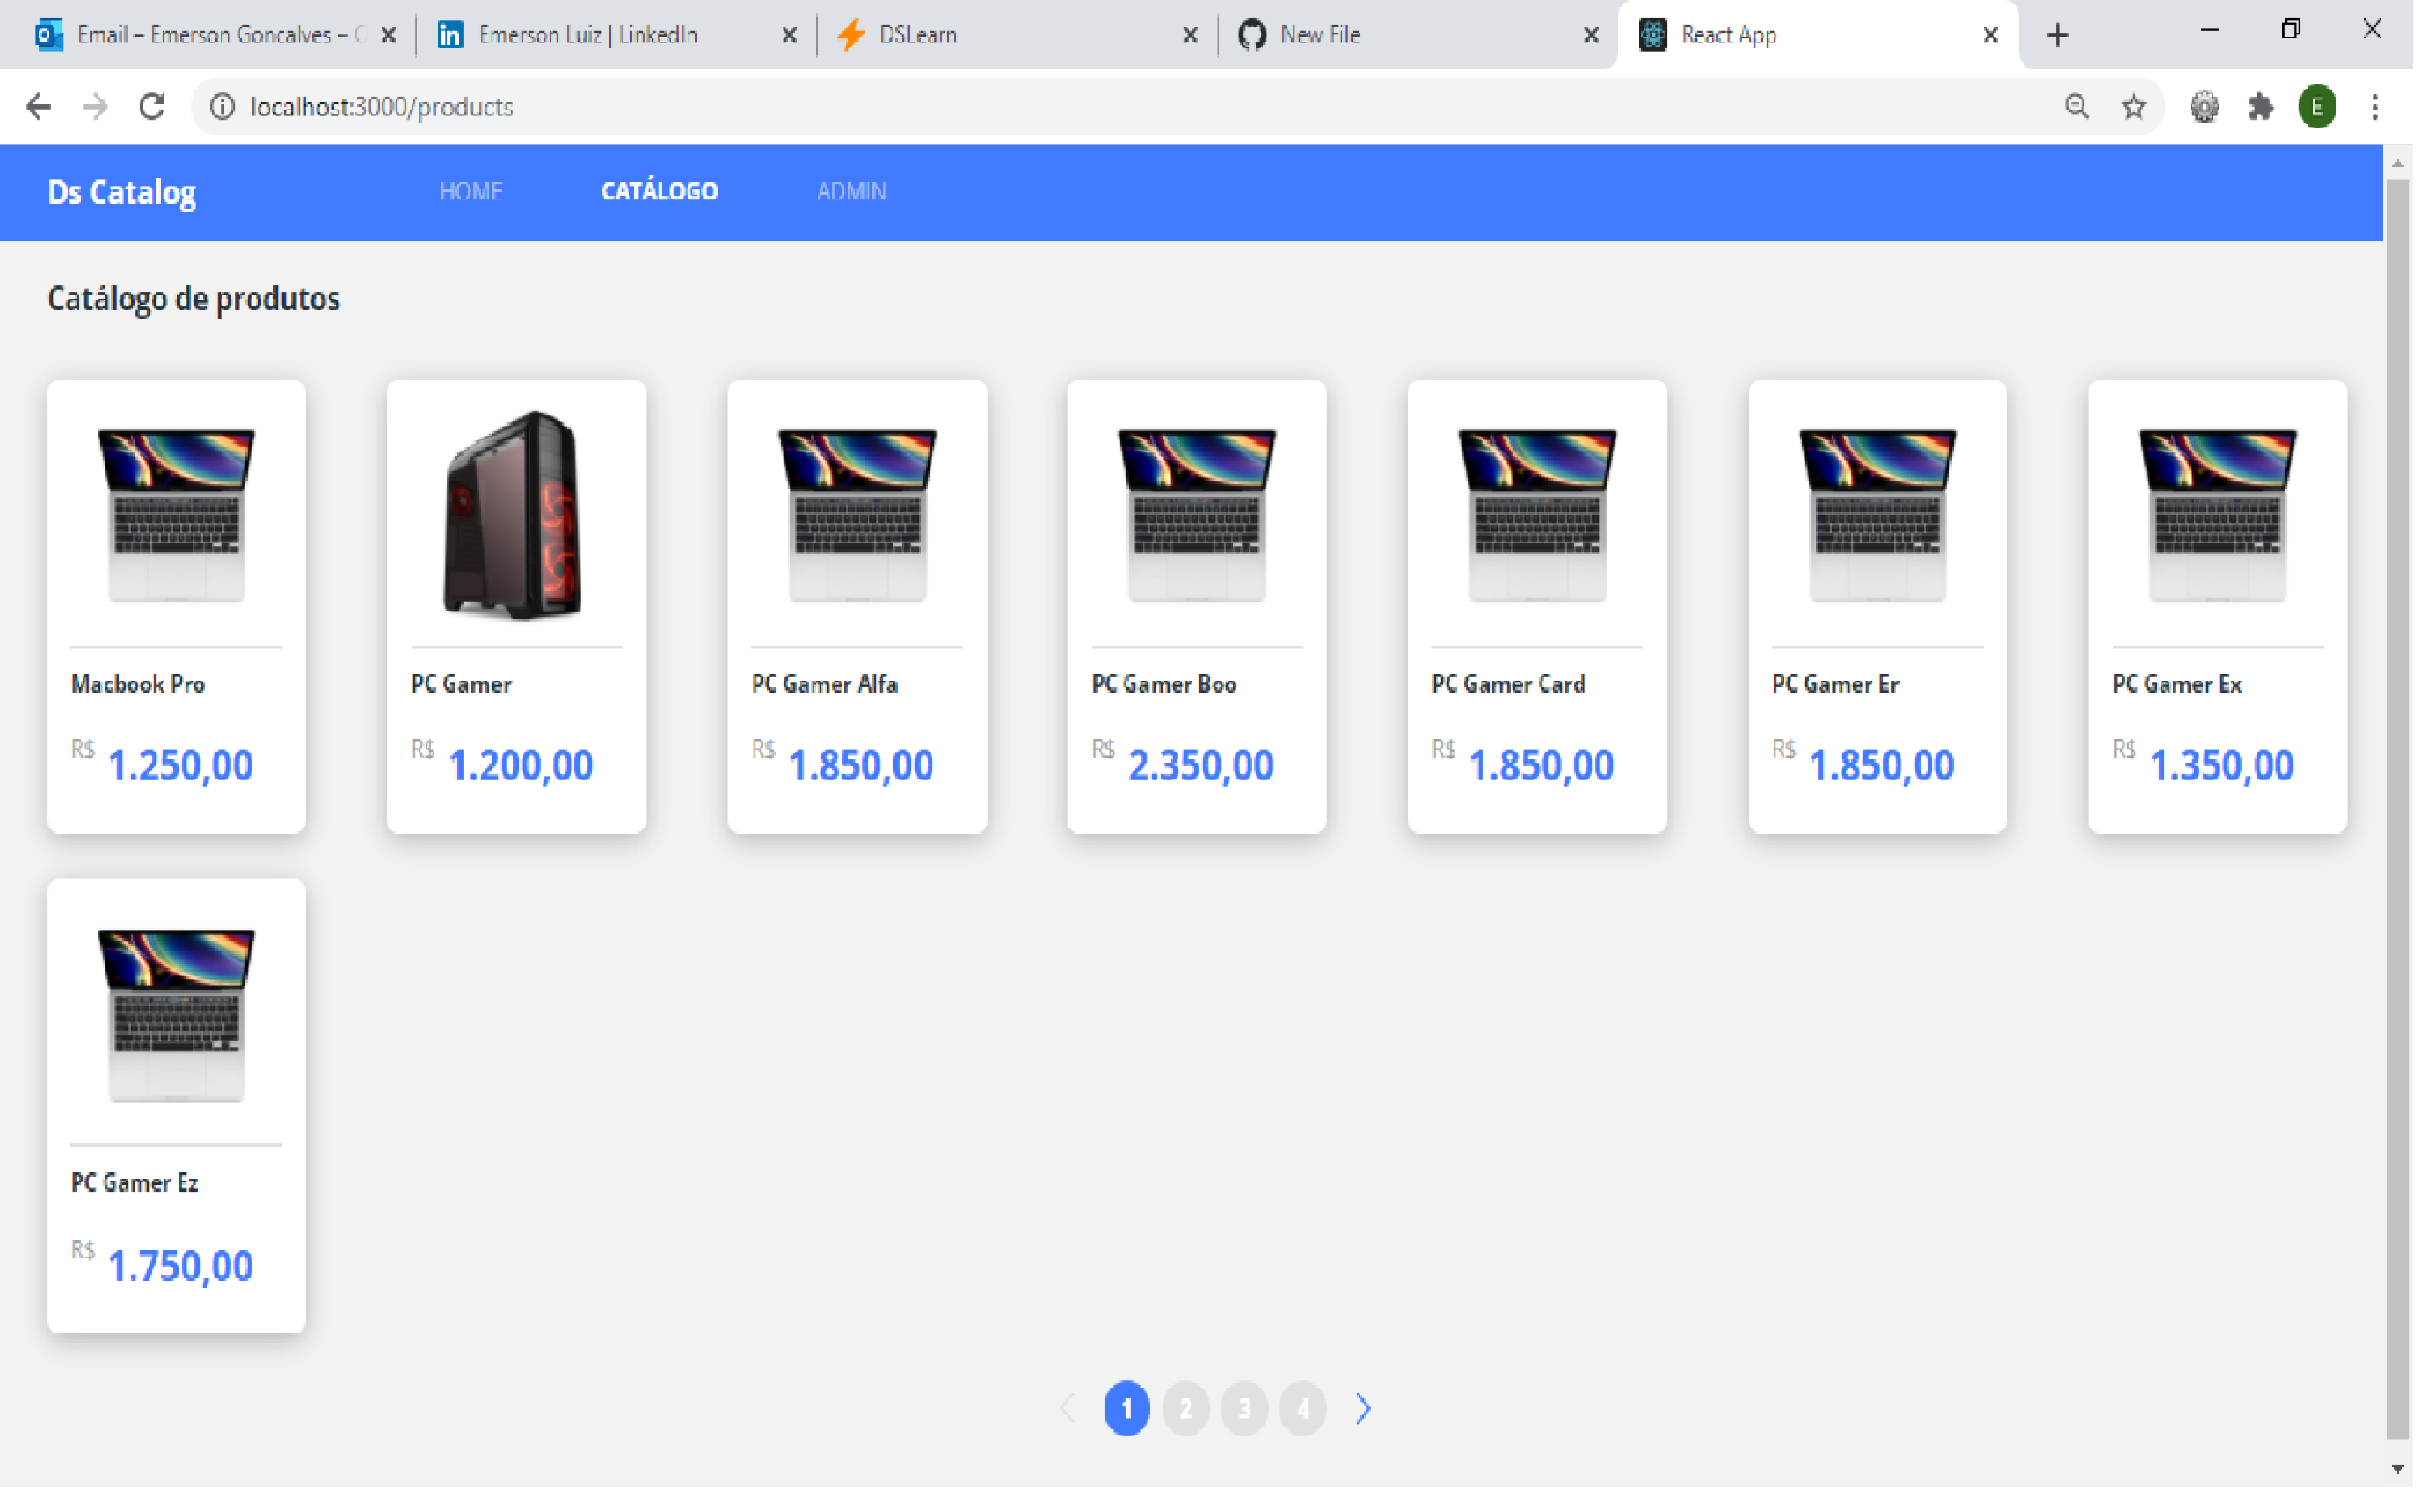 Email – Emerson Goncalves –
Emerson Luiz | LinkedIn
DSLearn
New File
React App
localhost:3000/products
E
Ds Catalog
HOME
CATÁLOGO
ADMIN
Catálogo de produtos
Macbook Pro
R$ 1.250,00
PC Gamer
R$ 1.200,00
PC Gamer Alfa
R$ 1.850,00
PC Gamer Boo
R$ 2.350,00
PC Gamer Card
R$ 1.850,00
PC Gamer Er
R$ 1.850,00
PC Gamer Ex
R$ 1.350,00
PC Gamer Ez
R$ 1.750,00
1 2 3 4